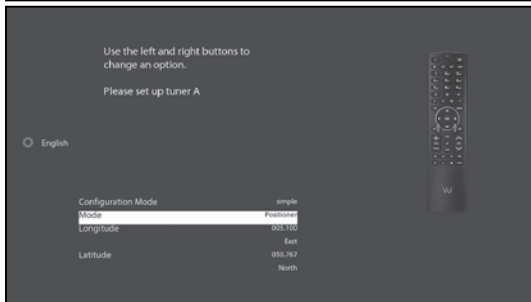 Use the left and right buttons to
change an option.
Please set up tuner A
English
Configuration Mode simple
Mode Positioner
Longitude 005.100
East
Latitude 050.767
North